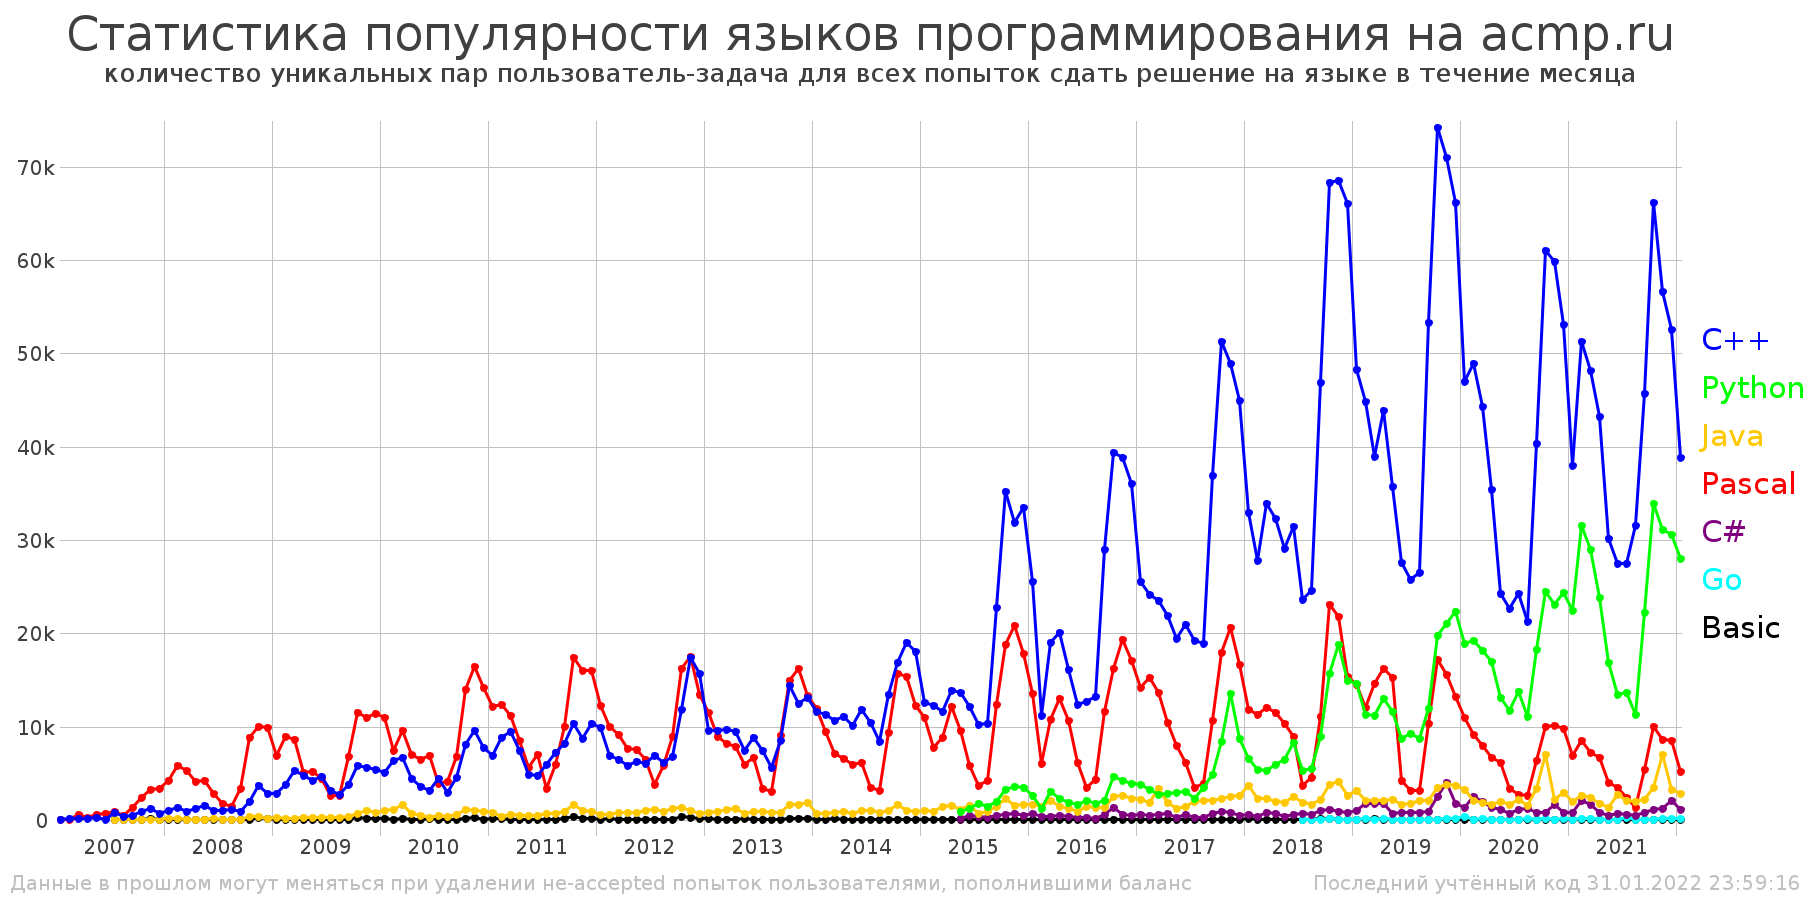 Статистика популярности языков программирования на acmp.ru
количество уникальных пар пользователь-задача для всех попыток сдать решение на языке в течение месяца
70k
60k
50k
40k
30k
20k
10k
0
C++
Python
Java
Pascal
C#
Go
Basic
2007 2008 2009 2010 2011 2012 2013 2014 2015 2016 2017 2018 2019 2020 2021
Данные в прошлом могут меняться при удалении не-accepted попыток пользователями, пополнившими баланс
Последний учтённый код 31.01.2022 23:59:16